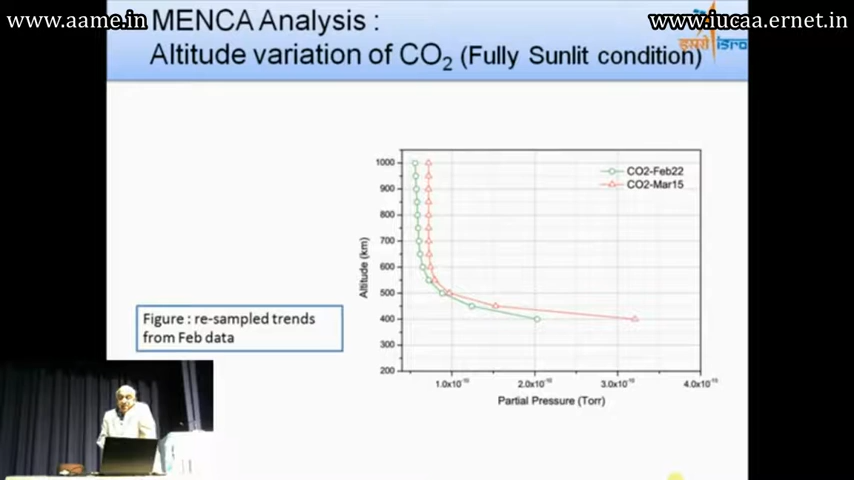 www.aame.in
www.iucaa.ernet.in
MENCA Analysis :
Altitude variation of CO2 (Fully Sunlit condition)
इसरो isro
1000
900
800
700
600
500
400
300
200
Altitude (km)
CO2-Feb22
CO2-Mar15
1.0x10⁻¹⁰
2.0x10⁻¹⁰
3.0x10⁻¹⁰
4.0x10⁻¹⁰
Partial Pressure (Torr)
Figure : re-sampled trends
from Feb data